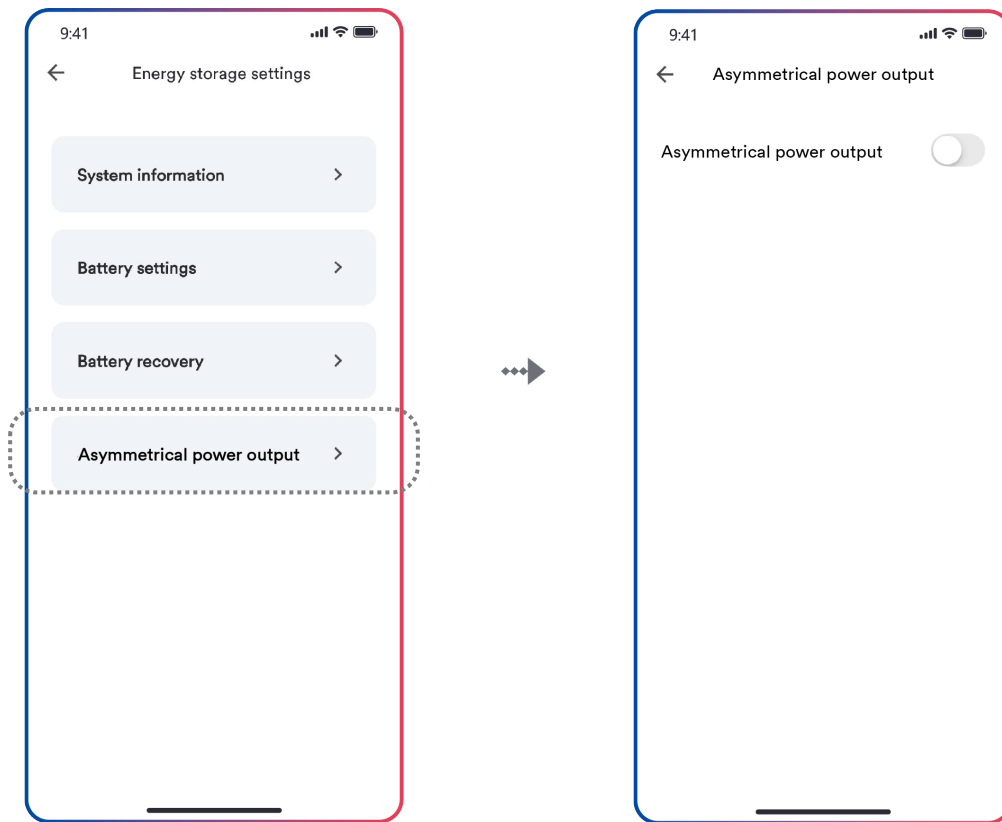 9:41
Energy storage settings
System information
Battery settings
Battery recovery
Asymmetrical power output
9:41
Asymmetrical power output
Asymmetrical power output